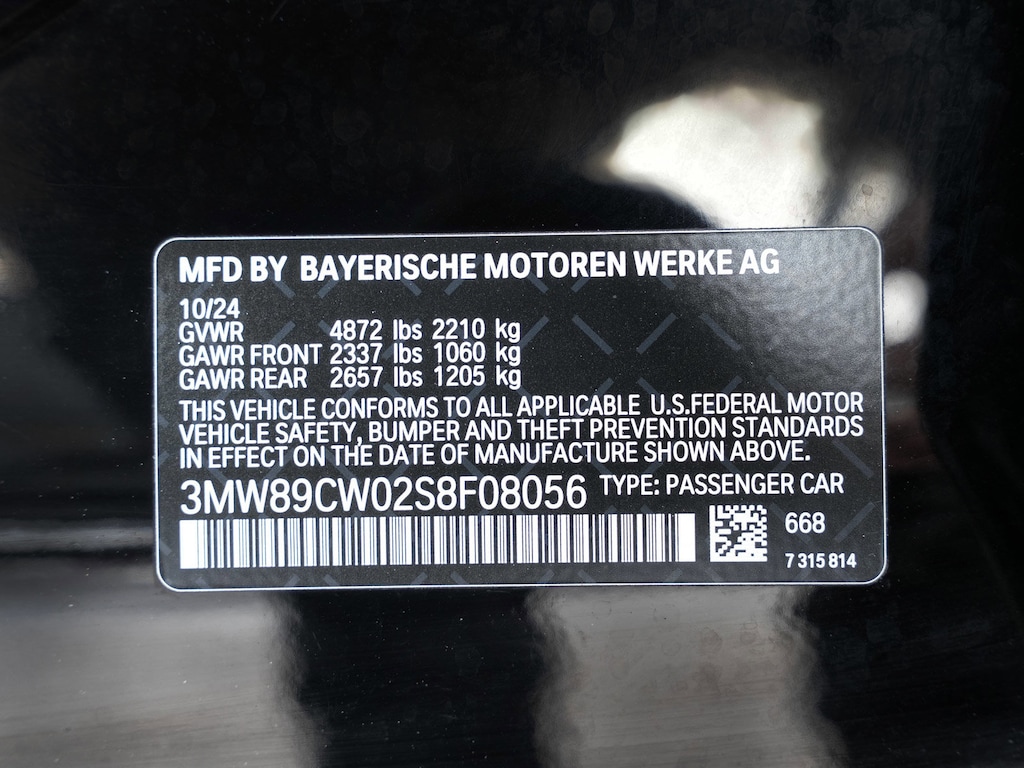 MFD BY BAYERISCHE MOTOREN WERKE AG
10/24
GVWR 4872 lbs 2210 kg
GAWR FRONT 2337 lbs 1060 kg
GAWR REAR 2657 lbs 1205 kg
THIS VEHICLE CONFORMS TO ALL APPLICABLE U.S.FEDERAL MOTOR
VEHICLE SAFETY, BUMPER AND THEFT PREVENTION STANDARDS
IN EFFECT ON THE DATE OF MANUFACTURE SHOWN ABOVE.
3MW89CW02S8F08056 TYPE: PASSENGER CAR
668
7 315 814